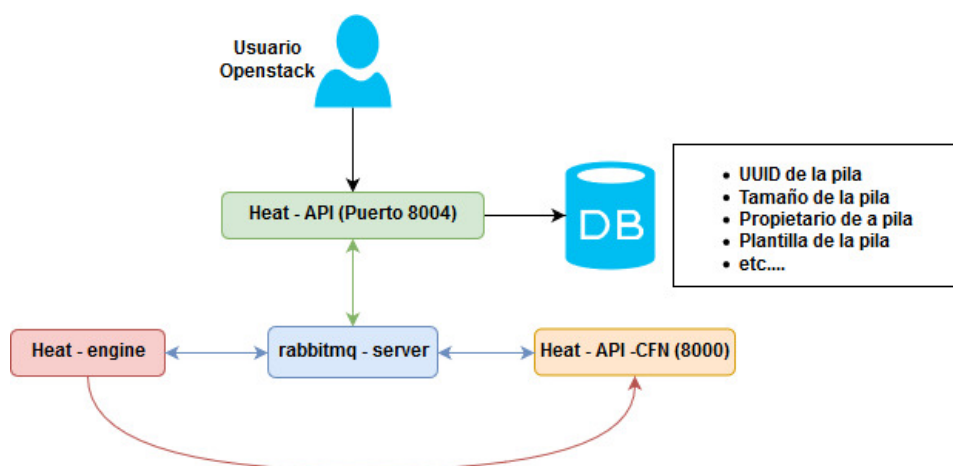 Usuario
Openstack
Heat - API (Puerto 8004)
DB
• UUID de la pila
• Tamaño de la pila
• Propietario de a pila
• Plantilla de la pila
• etc....
Heat - engine
rabbitmq - server
Heat - API -CFN (8000)